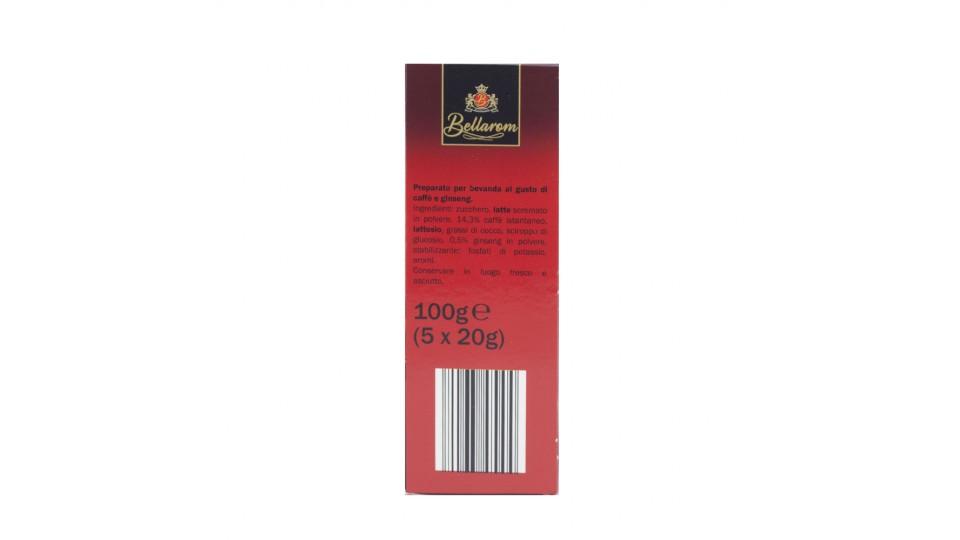 B
Bellarom
Preparato per bevanda al gusto di
caffè e ginseng.
Ingredienti: zucchero, latte scremato
in polvere, 14,3% caffè istantaneo,
lattosio, grassi di cocco, sciroppo di
glucosio, 0,5% ginseng in polvere,
stabilizzante: fosfati di potassio,
aromi.
Conservare in luogo fresco e
asciutto.
100g℮
(5 x 20g)